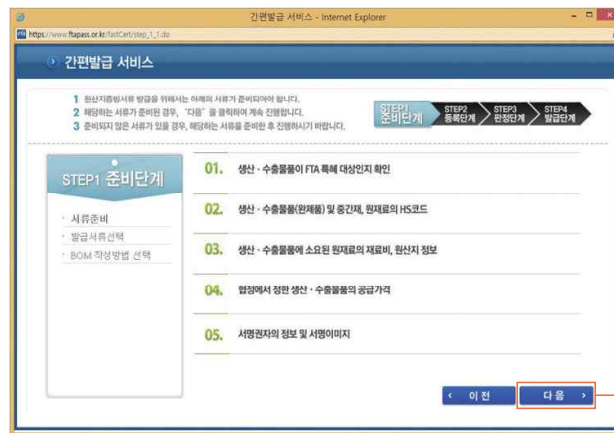 간편발급 서비스 - Internet Explorer
https://www.ftapass.or.kr/fastCert/step_1_1.do
간편발급 서비스
1 원산지증빙서류 발급을 위해서는 아래의 서류가 준비되어야 합니다.
2 해당하는 서류가 준비된 경우, "다음" 을 클릭하여 계속 진행합니다.
3 준비되지 않은 서류가 있을 경우, 해당하는 서류을 준비한 후 진행하시기 바랍니다.
STEP1 준비단계
STEP2 등록단계
STEP3 판정단계
STEP4 발급단계
STEP1 준비단계
· 서류준비
· 발급서류선택
· BOM 작성방법 선택
01. 생산 · 수출물품이 FTA 특혜 대상인지 확인
02. 생산 · 수출물품(완제품) 및 중간재, 원재료의 HS코드
03. 생산 · 수출물품에 소요된 원재료의 재료비, 원산지 정보
04. 협정에서 정한 생산 · 수출물품의 공급가격
05. 서명권자의 정보 및 서명이미지
< 이전
다음 >